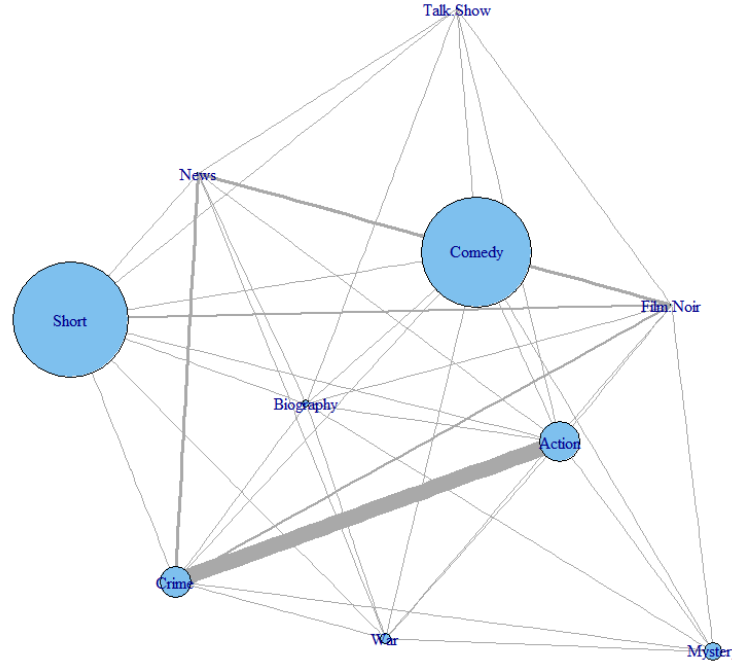 Talk Show
News
Comedy
Film.Noir
Short
Biography
Action
Crime
War
Myster